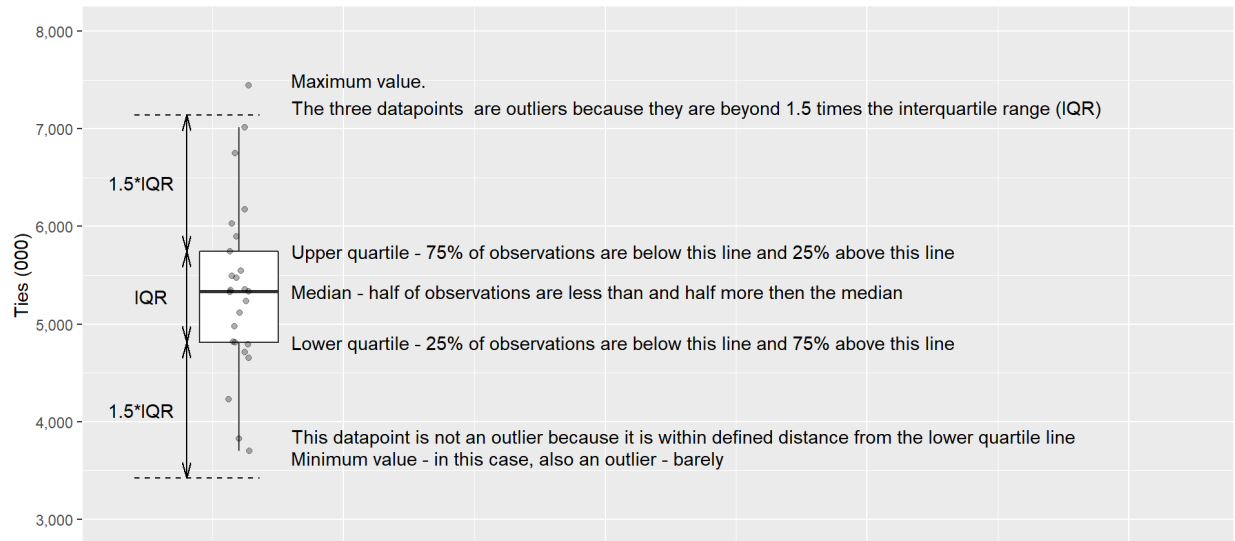 8,000
Maximum value.
The three datapoints  are outliers because they are beyond 1.5 times the interquartile range (IQR)
7,000
1.5*IQR
6,000
Upper quartile - 75% of observations are below this line and 25% above this line
Ties (000)
IQR
Median - half of observations are less than and half more then the median
5,000
Lower quartile - 25% of observations are below this line and 75% above this line
1.5*IQR
4,000
This datapoint is not an outlier because it is within defined distance from the lower quartile line
Minimum value - in this case, also an outlier - barely
3,000